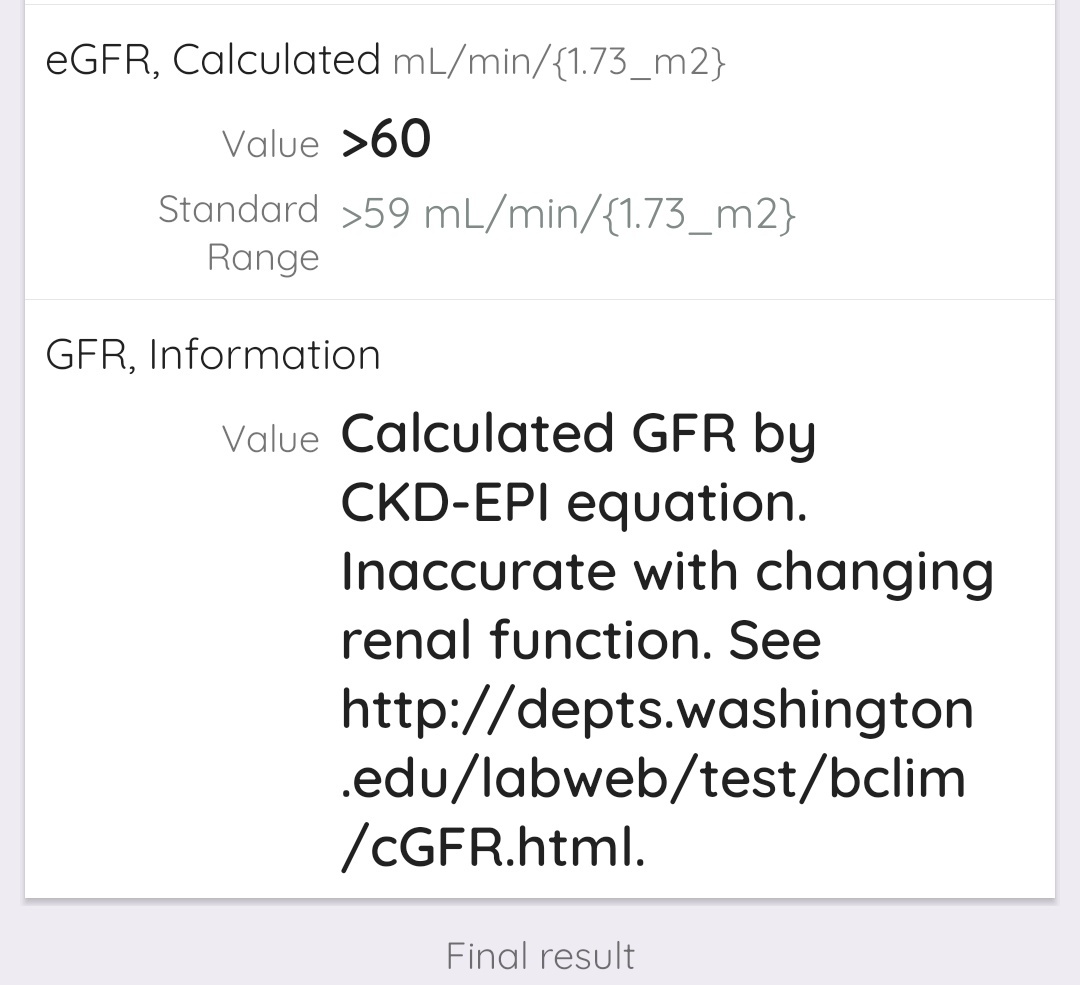 eGFR, Calculated mL/min/{1.73_m2}
Value >60
Standard Range >59 mL/min/{1.73_m2}
GFR, Information
Value Calculated GFR by
CKD-EPI equation.
Inaccurate with changing
renal function. See
http://depts.washington
.edu/labweb/test/bclim
/cGFR.html.
Final result